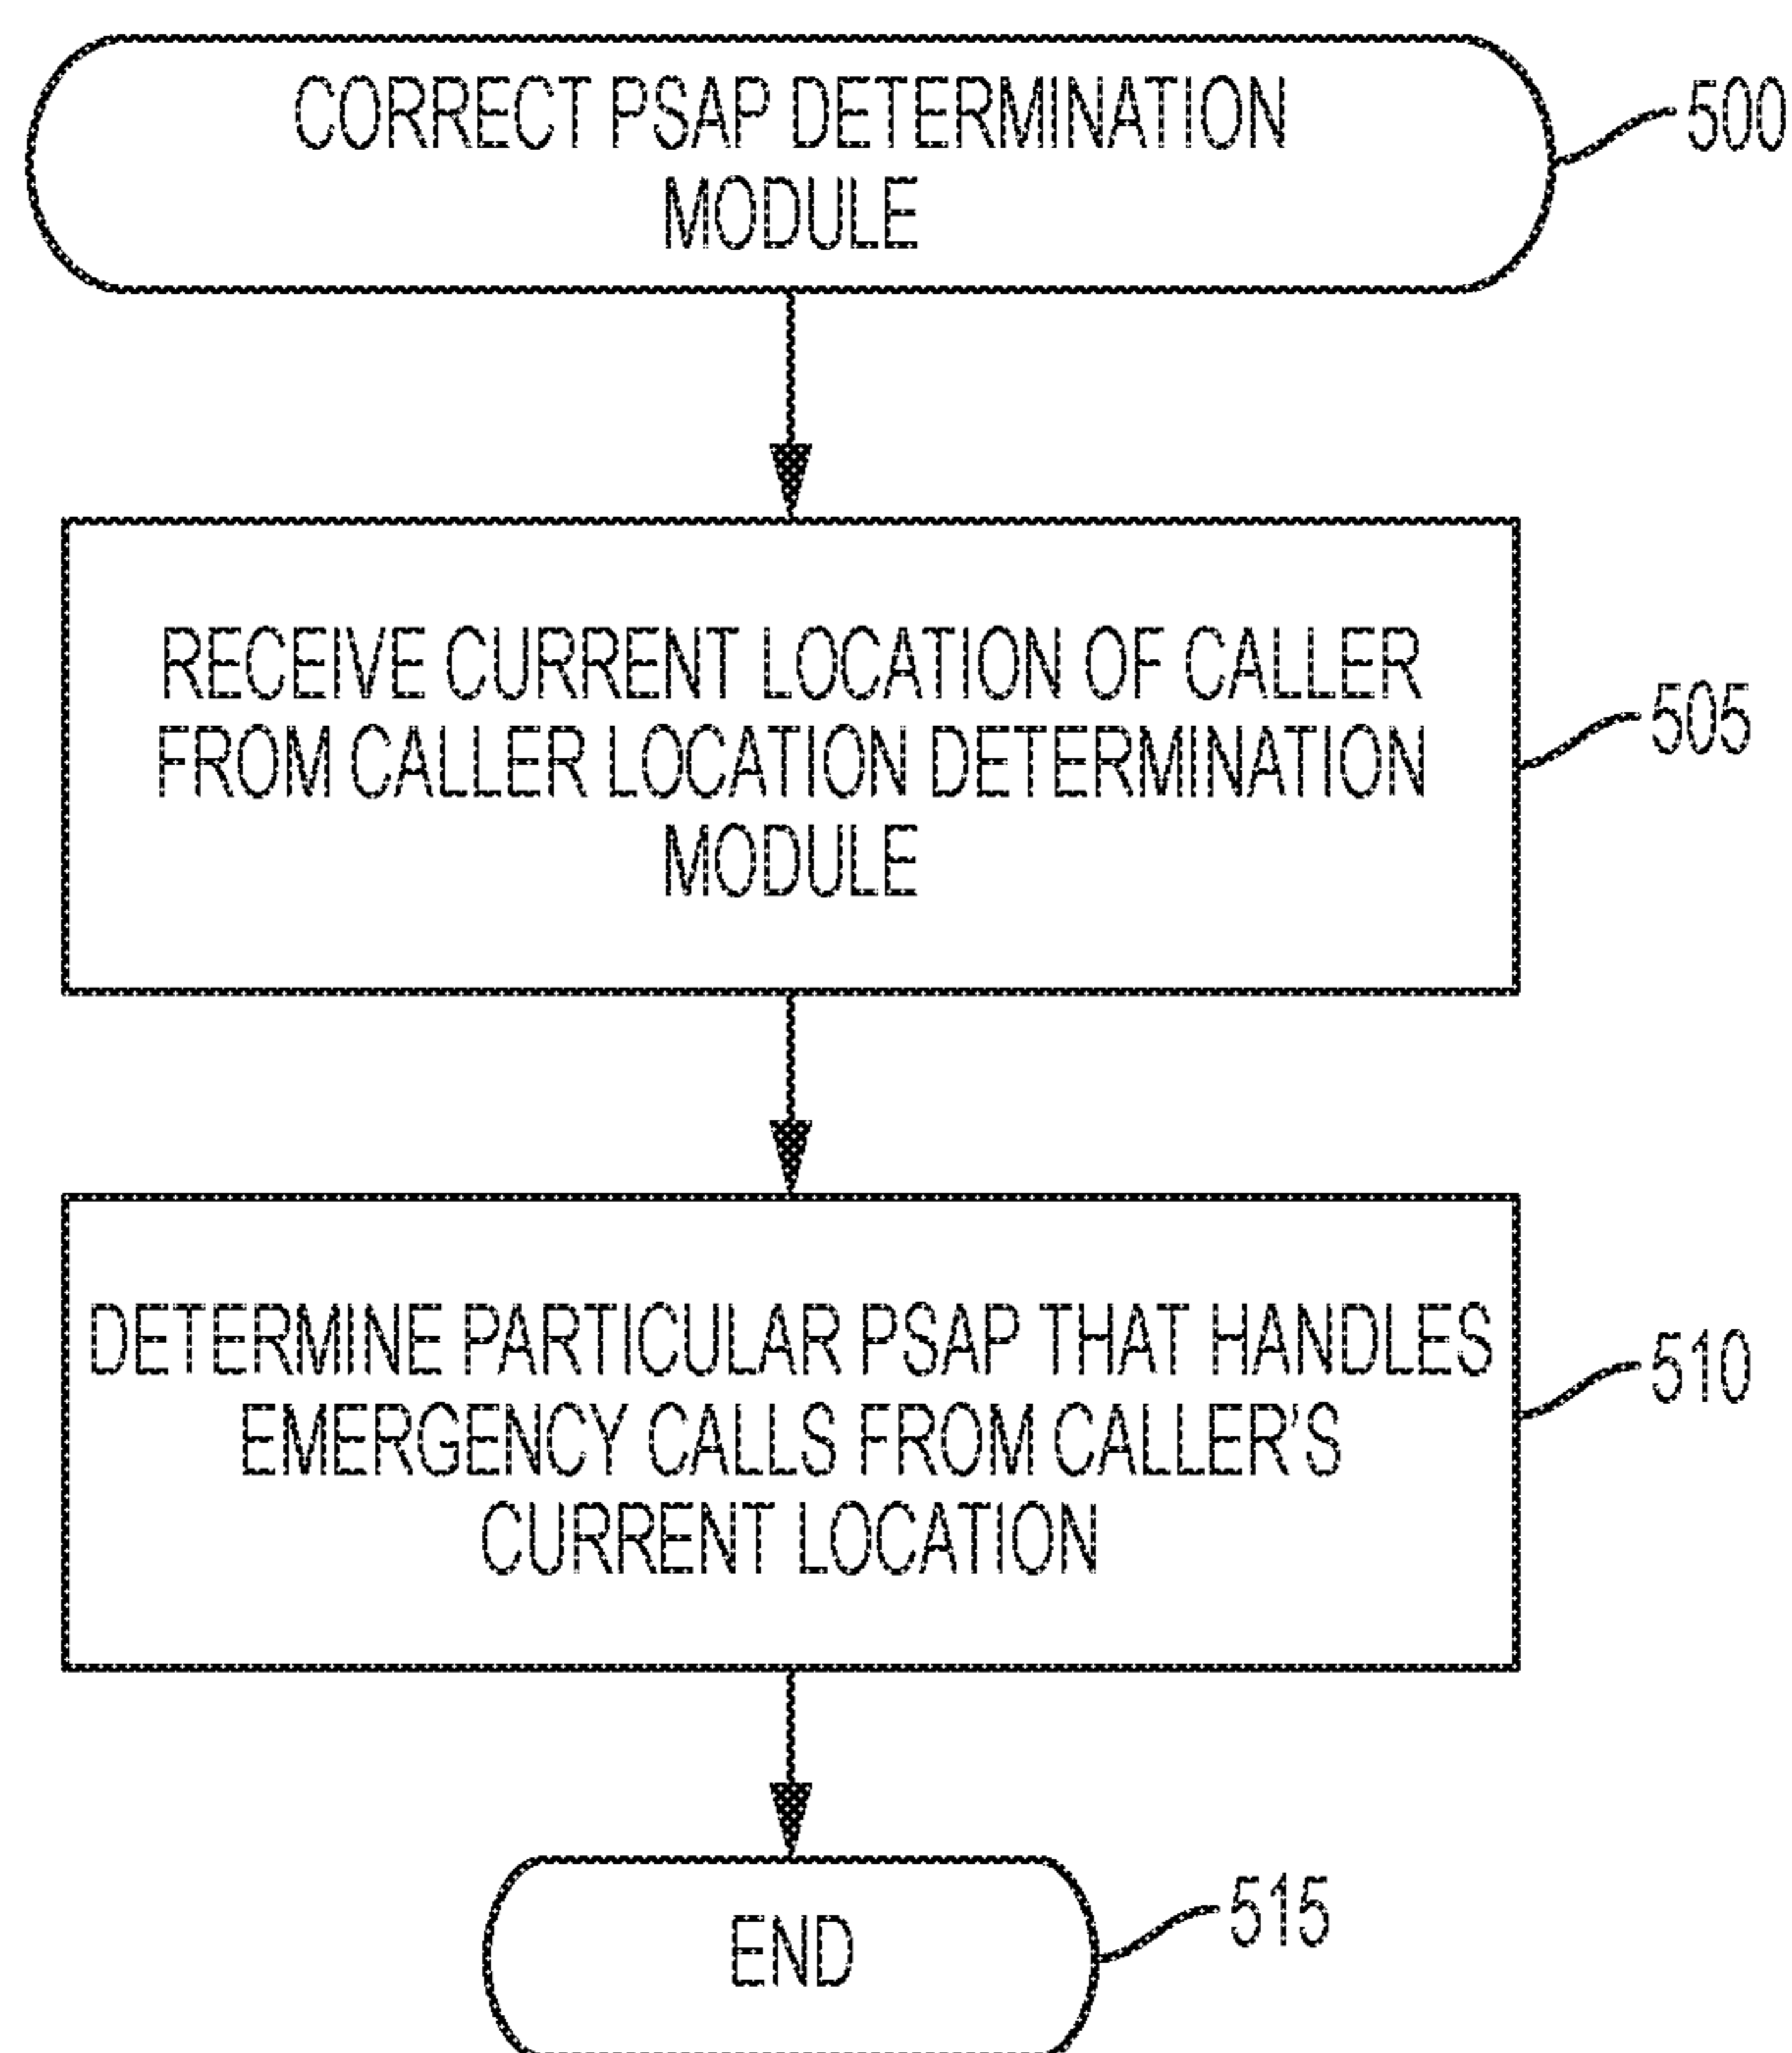 CORRECT PSAP DETERMINATION
MODULE
500
RECEIVE CURRENT LOCATION OF CALLER
FROM CALLER LOCATION DETERMINATION
MODULE
505
DETERMINE PARTICULAR PSAP THAT HANDLES
EMERGENCY CALLS FROM CALLER'S
CURRENT LOCATION
510
END
515